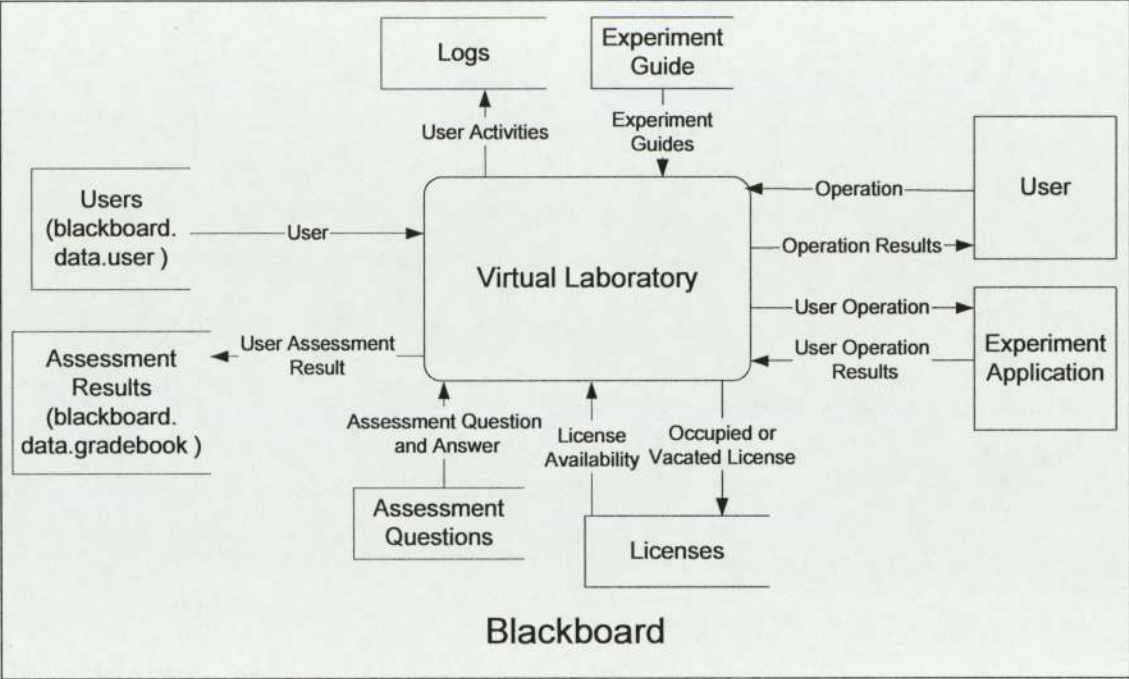 Logs
Experiment
Guide
User Activities
Experiment
Guides
Users
(blackboard.
data.user )
User
Operation
User
Operation Results
Virtual Laboratory
User Operation
User Operation
Results
Experiment
Application
Assessment
Results
(blackboard.
data.gradebook )
User Assessment
Result
Assessment Question
and Answer
License
Availability
Occupied or
Vacated License
Assessment
Questions
Licenses
Blackboard